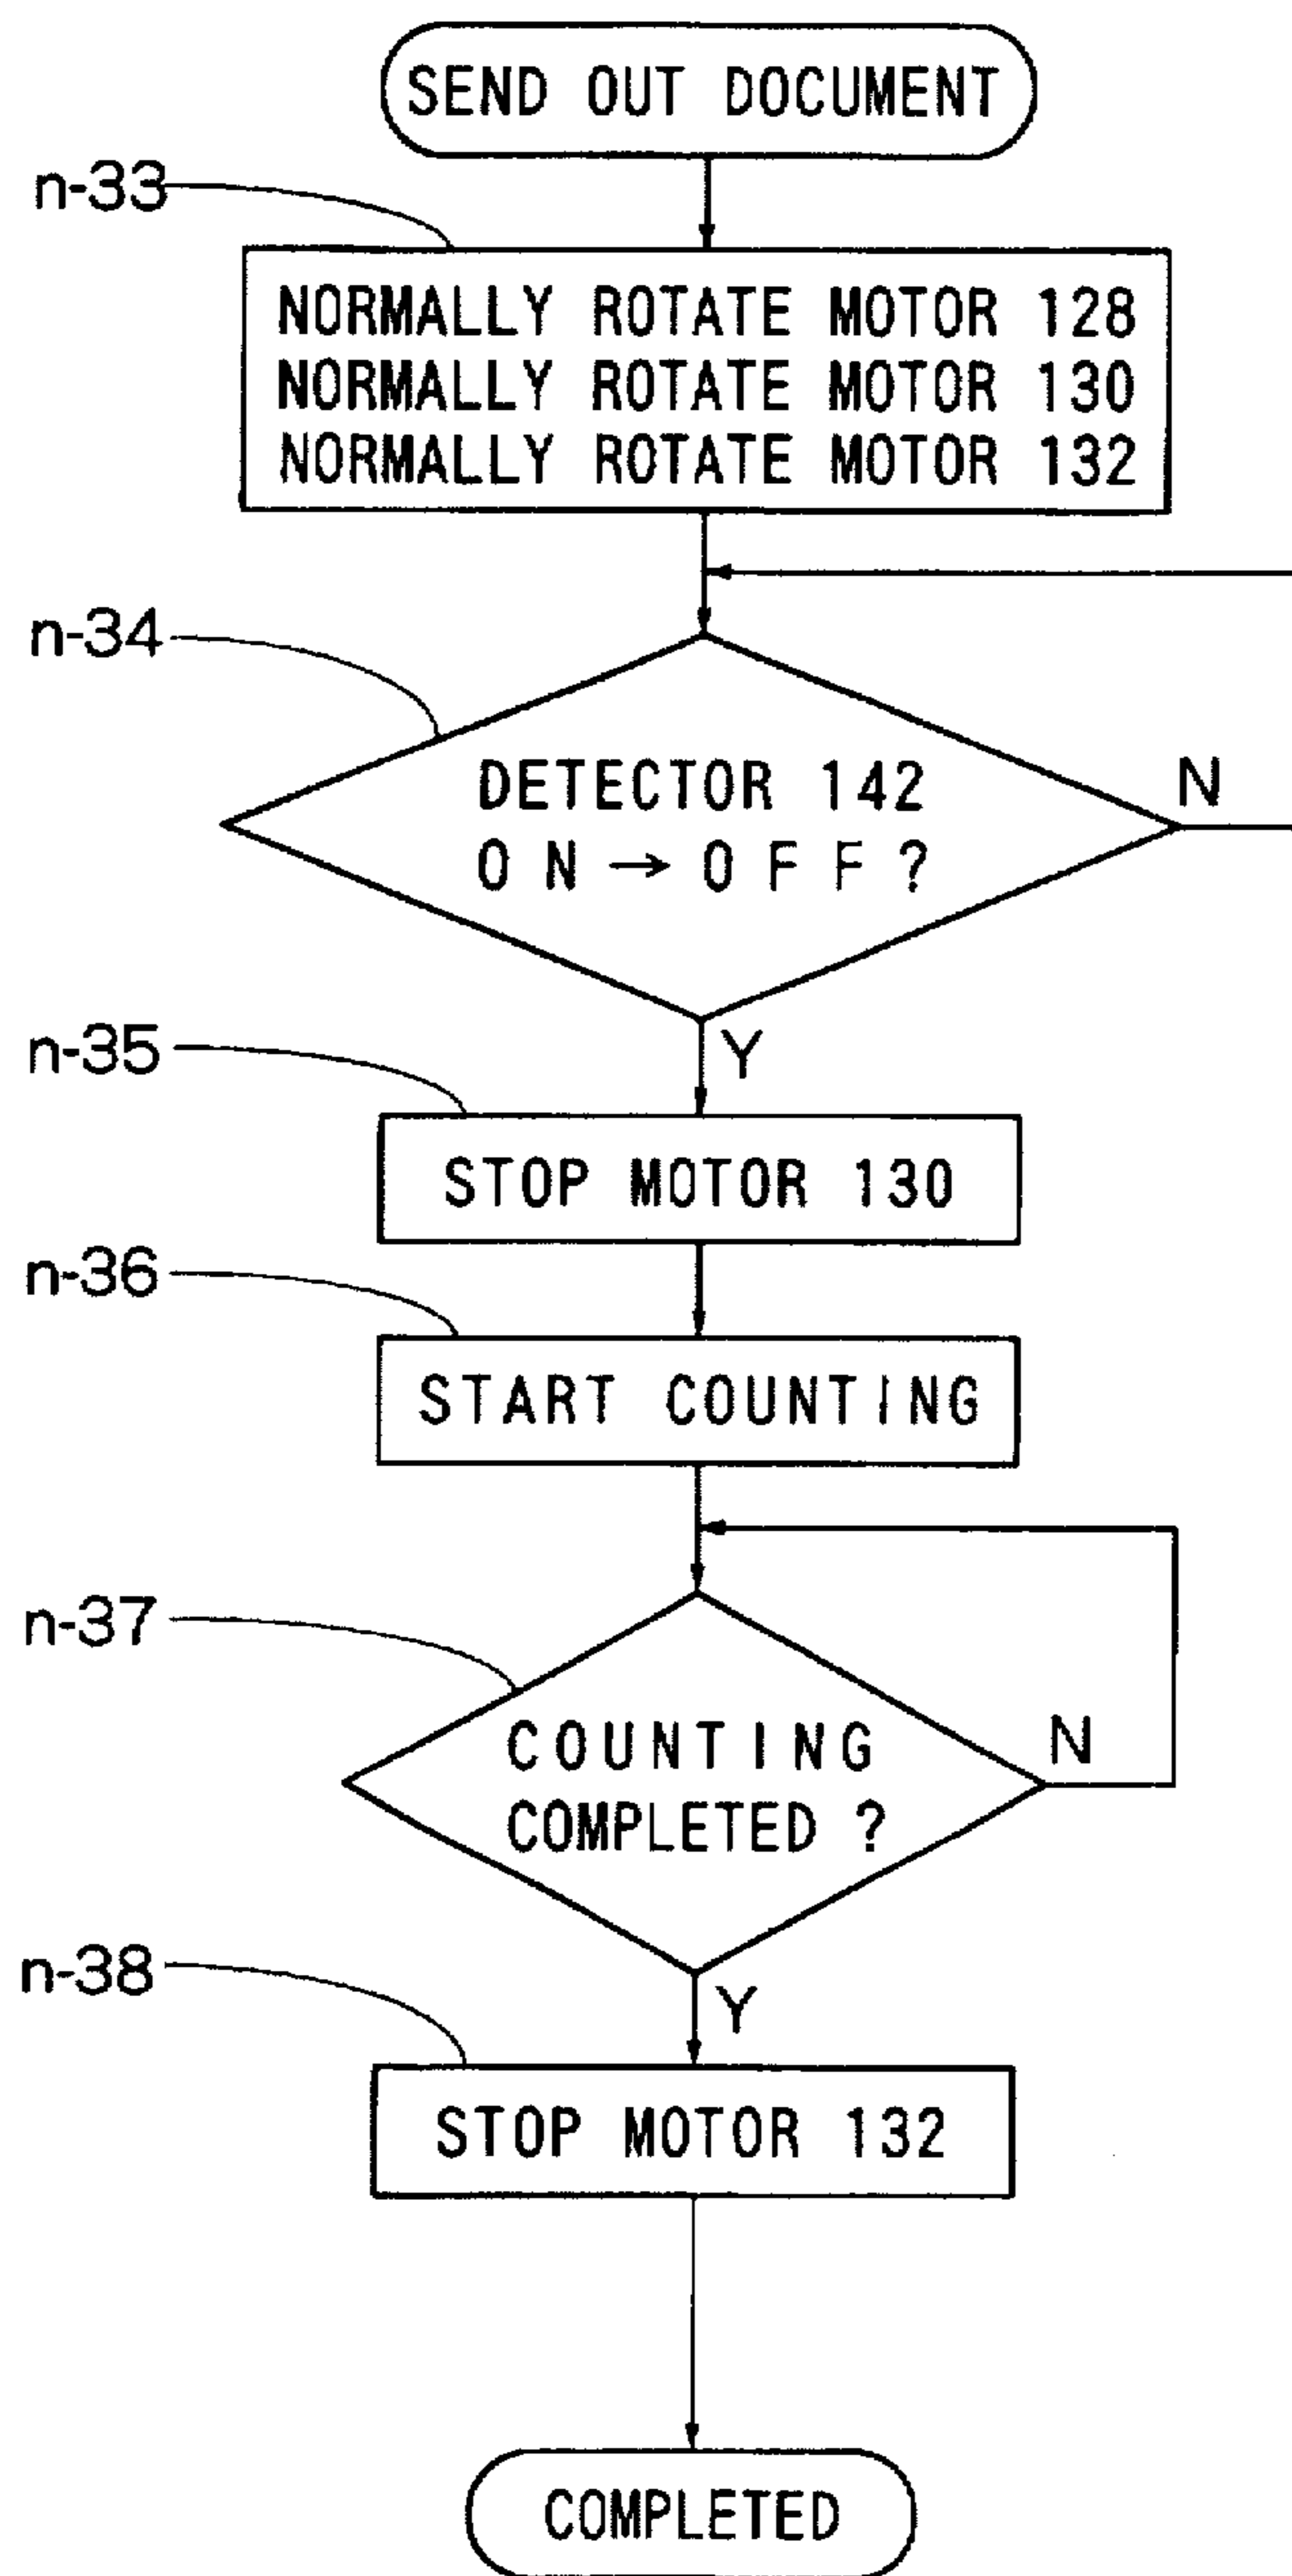 SEND OUT DOCUMENT
n-33
NORMALLY ROTATE MOTOR 128
NORMALLY ROTATE MOTOR 130
NORMALLY ROTATE MOTOR 132
n-34
DETECTOR 142
ON→OFF?
N
Y
n-35
STOP MOTOR 130
n-36
START COUNTING
n-37
COUNTING
COMPLETED ?
N
Y
n-38
STOP MOTOR 132
COMPLETED